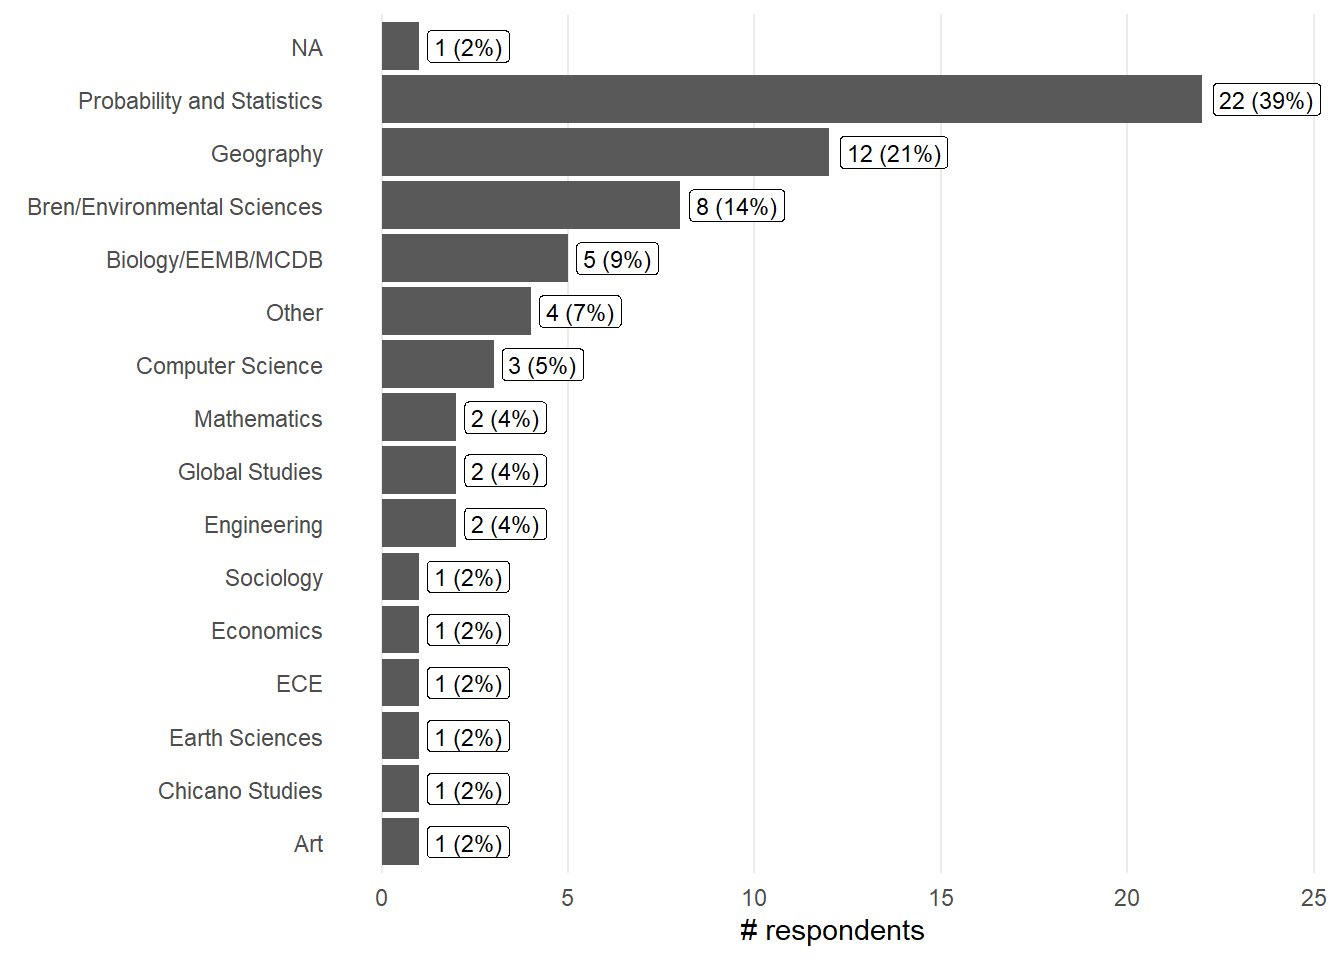 NA 1 (2%)
Probability and Statistics 22 (39%)
Geography 12 (21%)
Bren/Environmental Sciences 8 (14%)
Biology/EEMB/MCDB 5 (9%)
Other 4 (7%)
Computer Science 3 (5%)
Mathematics 2 (4%)
Global Studies 2 (4%)
Engineering 2 (4%)
Sociology 1 (2%)
Economics 1 (2%)
ECE 1 (2%)
Earth Sciences 1 (2%)
Chicano Studies 1 (2%)
Art 1 (2%)
0 5 10 15 20 25
# respondents